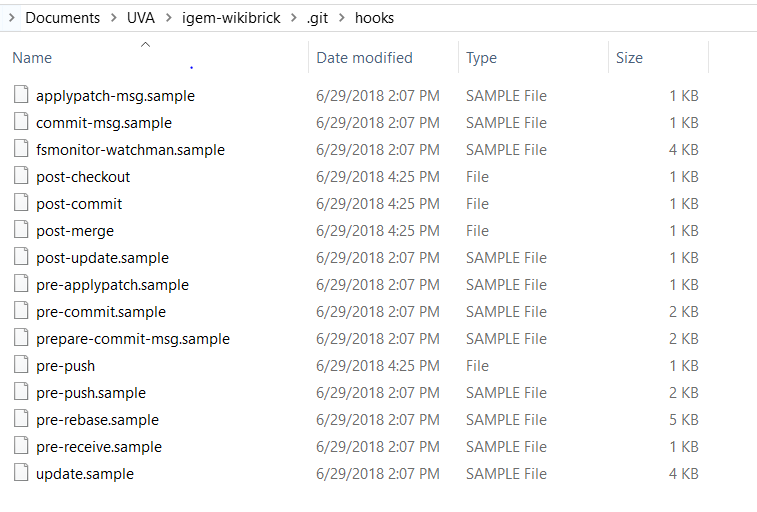 Documents > UVA > igem-wikibrick > .git > hooks
Name Date modified Type Size
applypatch-msg.sample 6/29/2018 2:07 PM SAMPLE File 1 KB
commit-msg.sample 6/29/2018 2:07 PM SAMPLE File 1 KB
fsmonitor-watchman.sample 6/29/2018 2:07 PM SAMPLE File 4 KB
post-checkout 6/29/2018 4:25 PM File 1 KB
post-commit 6/29/2018 4:25 PM File 1 KB
post-merge 6/29/2018 4:25 PM File 1 KB
post-update.sample 6/29/2018 2:07 PM SAMPLE File 1 KB
pre-applypatch.sample 6/29/2018 2:07 PM SAMPLE File 1 KB
pre-commit.sample 6/29/2018 2:07 PM SAMPLE File 2 KB
prepare-commit-msg.sample 6/29/2018 2:07 PM SAMPLE File 2 KB
pre-push 6/29/2018 4:25 PM File 1 KB
pre-push.sample 6/29/2018 2:07 PM SAMPLE File 2 KB
pre-rebase.sample 6/29/2018 2:07 PM SAMPLE File 5 KB
pre-receive.sample 6/29/2018 2:07 PM SAMPLE File 1 KB
update.sample 6/29/2018 2:07 PM SAMPLE File 4 KB